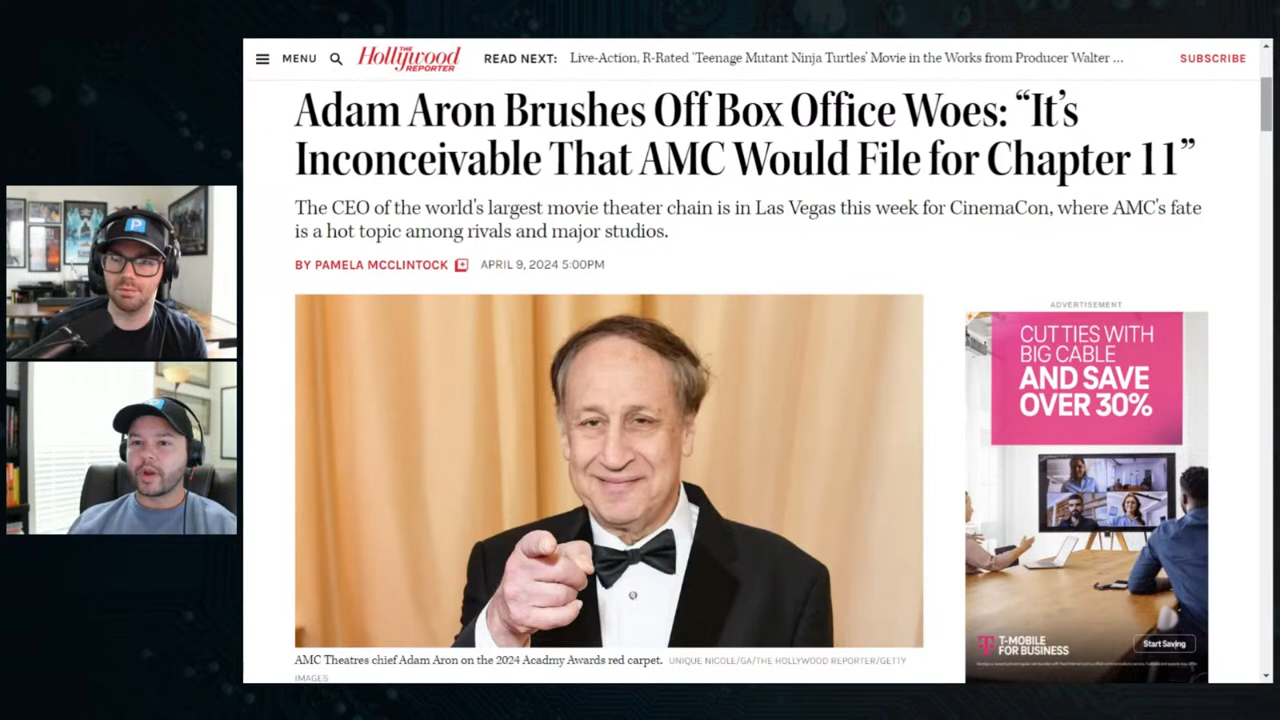 MENU
THE Hollywood REPORTER
READ NEXT: Live-Action, R-Rated 'Teenage Mutant Ninja Turtles' Movie in the Works from Producer Walter ...
SUBSCRIBE
Adam Aron Brushes Off Box Office Woes: “It’s
Inconceivable That AMC Would File for Chapter 11”
The CEO of the world's largest movie theater chain is in Las Vegas this week for CinemaCon, where AMC's fate
is a hot topic among rivals and major studios.
BY PAMELA MCCLINTOCK APRIL 9, 2024 5:00PM
P
ADVERTISEMENT
CUT TIES WITH
BIG CABLE
AND SAVE
OVER 30%
T-MOBILE
FOR BUSINESS
Start Saving
AMC Theatres chief Adam Aron on the 2024 Acadmy Awards red carpet. UNIQUE NICOLE/GA/THE HOLLYWOOD REPORTER/GETTY
IMAGES